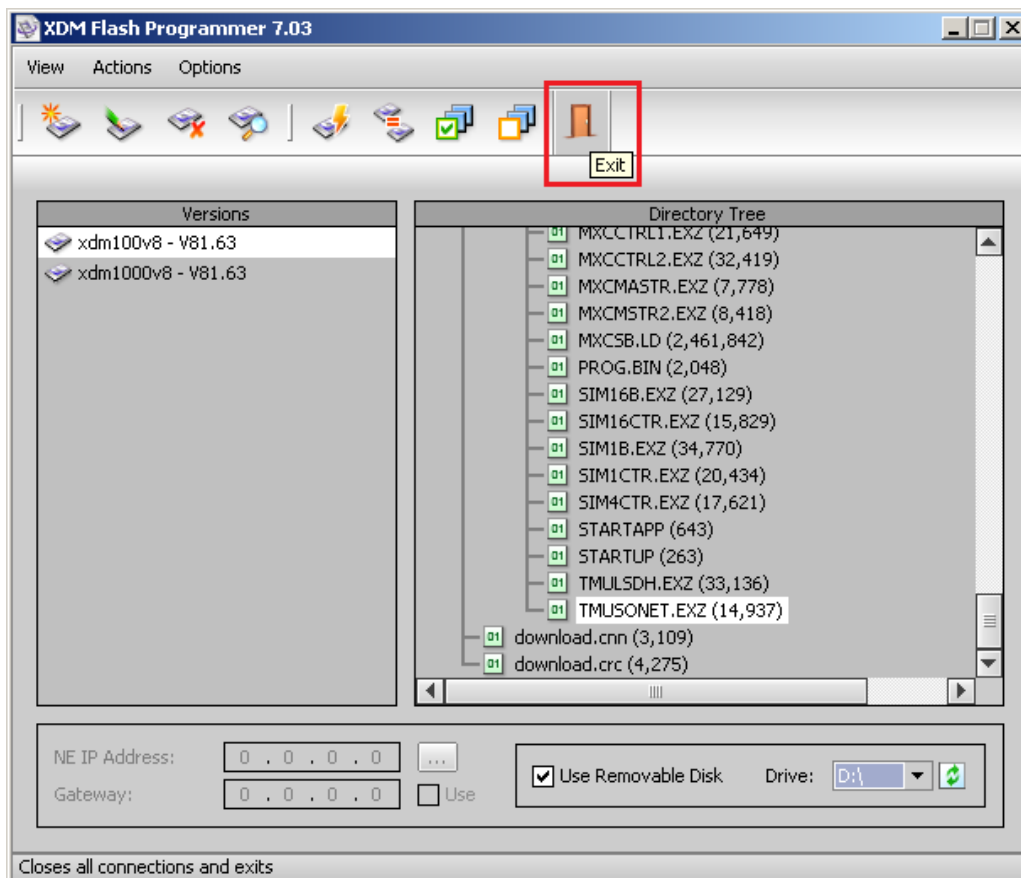 XDM Flash Programmer 7.03
View Actions Options
Exit
Versions
xdm100v8 - V81.63
xdm1000v8 - V81.63
Directory Tree
MXCCTRL1.EXZ (21,649)
MXCCTRL2.EXZ (32,419)
MXCMASTR.EXZ (7,778)
MXCMSTR2.EXZ (8,418)
MXCSB.LD (2,461,842)
PROG.BIN (2,048)
SIM16B.EXZ (27,129)
SIM16CTR.EXZ (15,829)
SIM1B.EXZ (34,770)
SIM1CTR.EXZ (20,434)
SIM4CTR.EXZ (17,621)
STARTAPP (643)
STARTUP (263)
TMULSDH.EXZ (33,136)
TMUSONET.EXZ (14,937)
download.cnn (3,109)
download.crc (4,275)
NE IP Address: 0 . 0 . 0 . 0 ...
Gateway: 0 . 0 . 0 . 0 Use
Use Removable Disk Drive: D:\
Closes all connections and exits